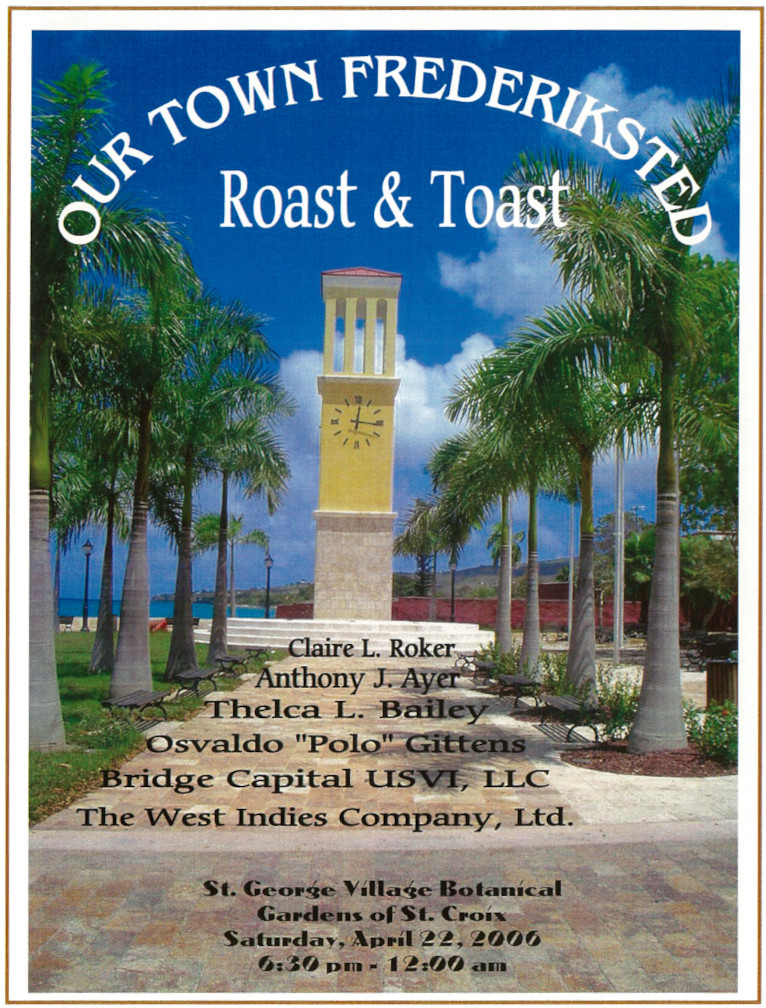 OUR TOWN FREDERIKSTED
Roast & Toast
Claire L. Roker
Anthony J. Ayer
Thelca L. Bailey
Osvaldo "Polo" Gittens
Bridge Capital USVI, LLC
The West Indies Company, Ltd.
St. George Village Botanical
Gardens of St. Croix
Saturday, April 22, 2006
6:30 pm - 12:00 am